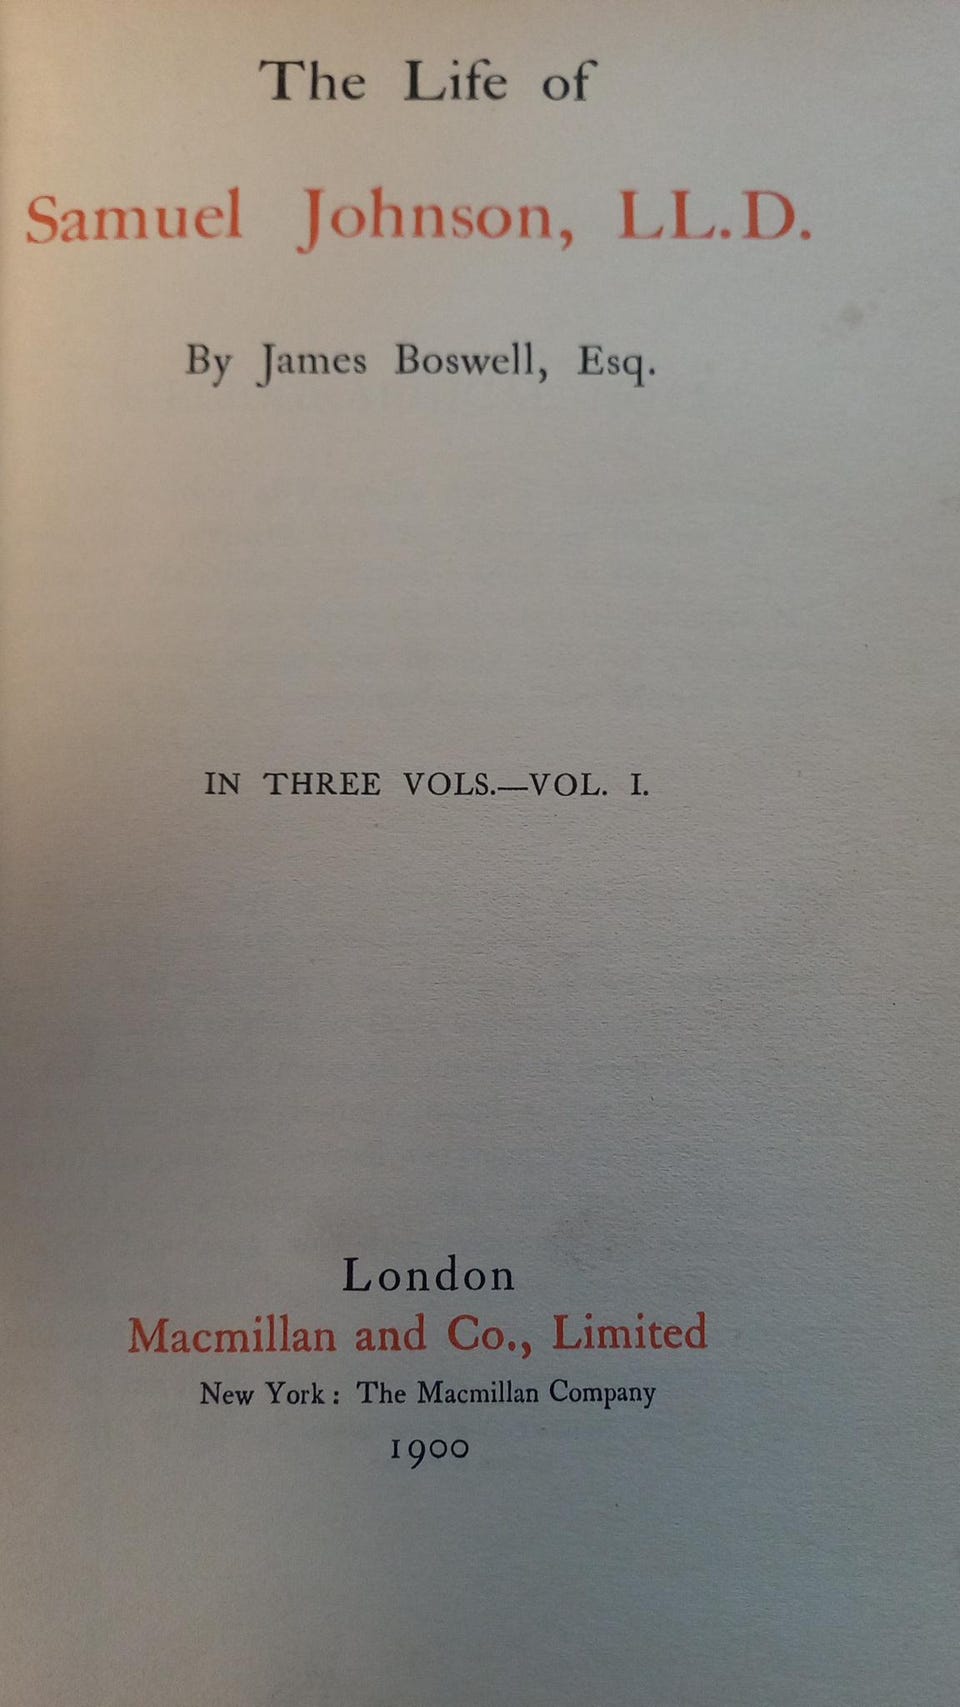 The Life of
Samuel Johnson, LL.D.
By James Boswell, Esq.
IN THREE VOLS.—VOL. I.
London
Macmillan and Co., Limited
New York: The Macmillan Company
1900